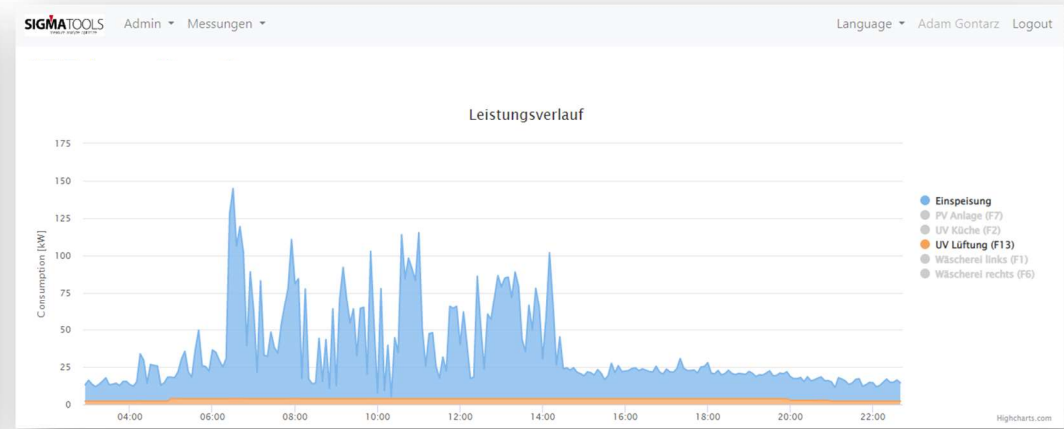 SIGMATOOLS Admin Messungen Language Adam Gontarz Logout
Leistungsverlauf
Consumption [kW]
175
150
125
100
75
50
25
0
04:00 06:00 08:00 10:00 12:00 14:00 16:00 18:00 20:00 22:00
Einspeisung
PV Anlage (F7)
UV Küche (F2)
UV Lüftung (F13)
Wäscherei links (F1)
Wäscherei rechts (F6)
Highcharts.com